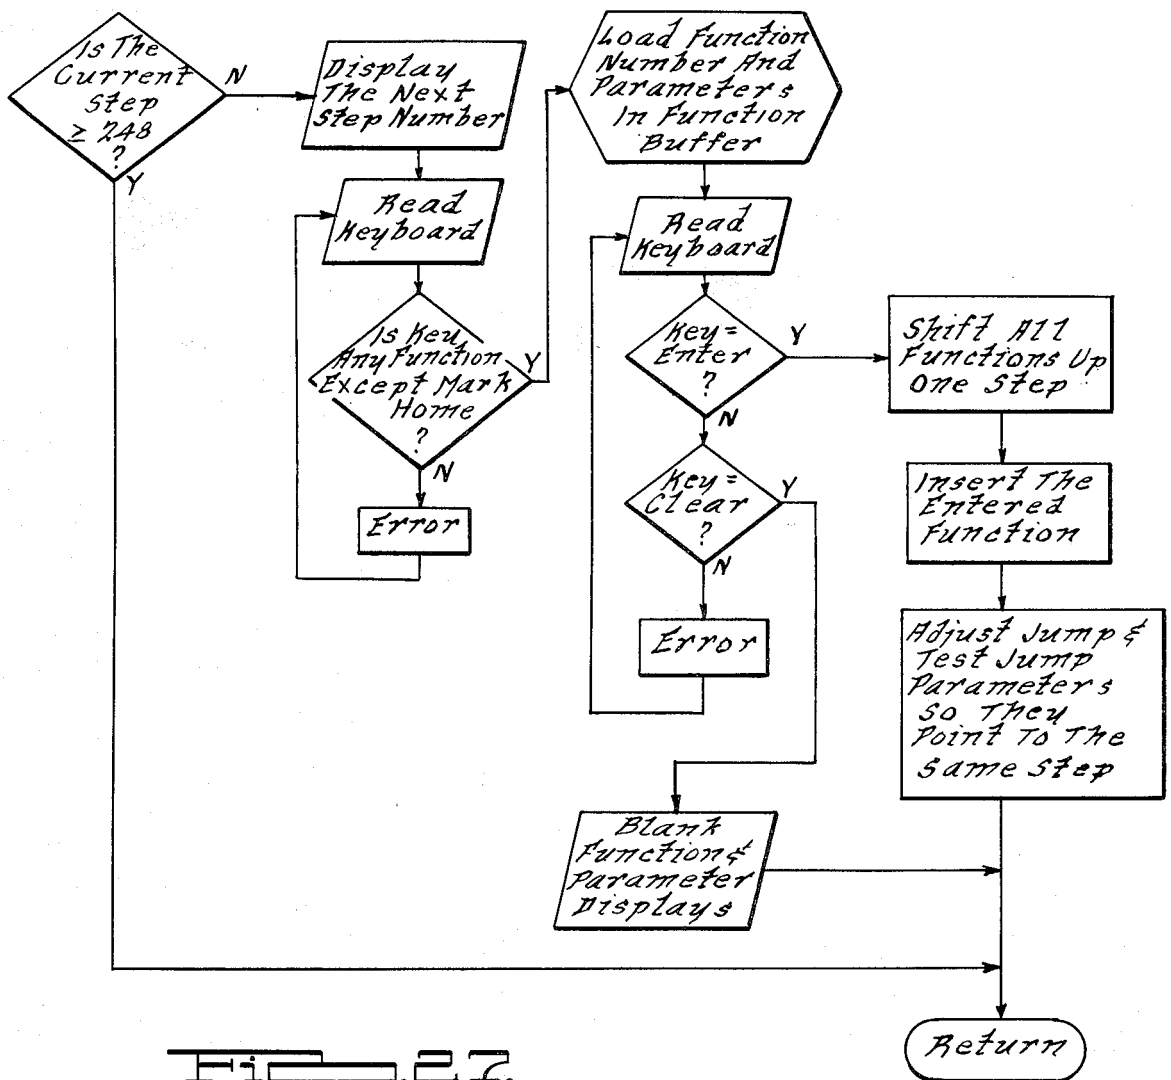 Is The
Current
Step
≥ 248
?
N
Y
Display
The Next
Step Number
Read
Keyboard
Is Key
Any Function
Except Mark
Home
?
Y
N
Error
Load Function
Number And
Parameters
In Function
Buffer
Read
Keyboard
Key =
Enter
?
Y
N
Key =
Clear
?
Y
N
Error
Blank
Function &
Parameter
Displays
Shift All
Functions Up
One Step
Insert The
Entered
Function
Adjust Jump &
Test Jump
Parameters
So They
Point To The
Same Step
Return